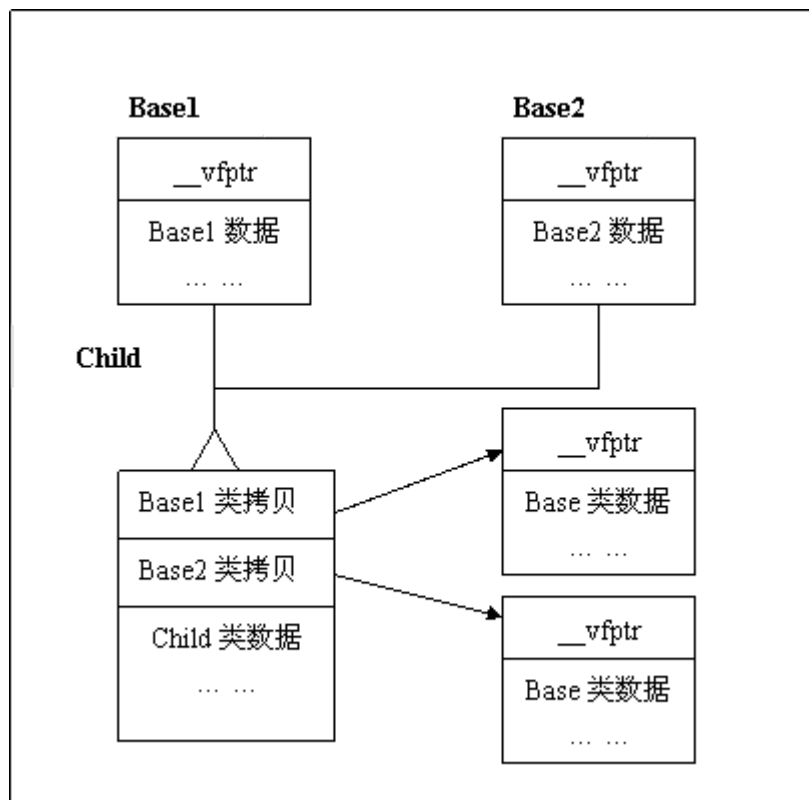 Base1
Base2
__vfptr
Base1 数据
... ...
__vfptr
Base2 数据
... ...
Child
Base1 类拷贝
Base2 类拷贝
Child 类数据
... ...
__vfptr
Base 类数据
... ...
__vfptr
Base 类数据
... ...